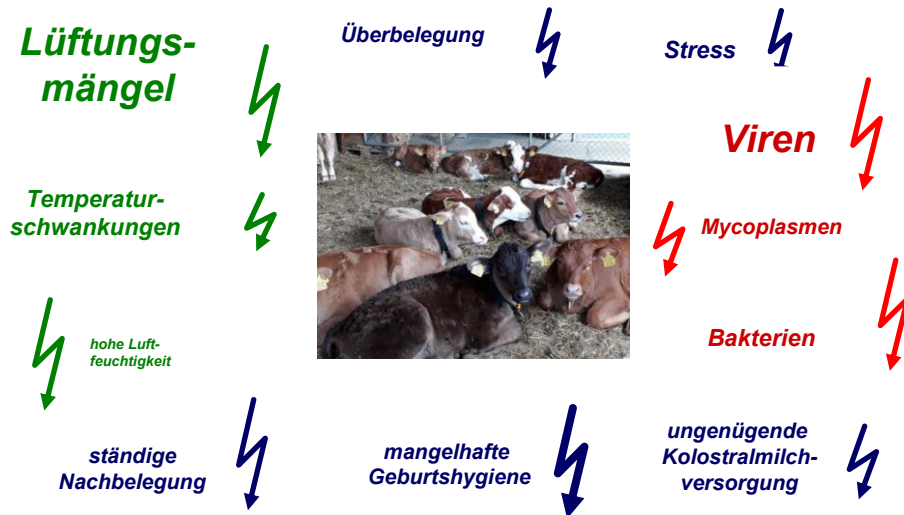 Lüftungs-
mängel
Überbelegung
Stress
Viren
Temperatur-
schwankungen
Mycoplasmen
hohe Luft-
feuchtigkeit
Bakterien
ständige
Nachbelegung
mangelhafte
Geburtshygiene
ungenügende
Kolostralmilch-
versorgung